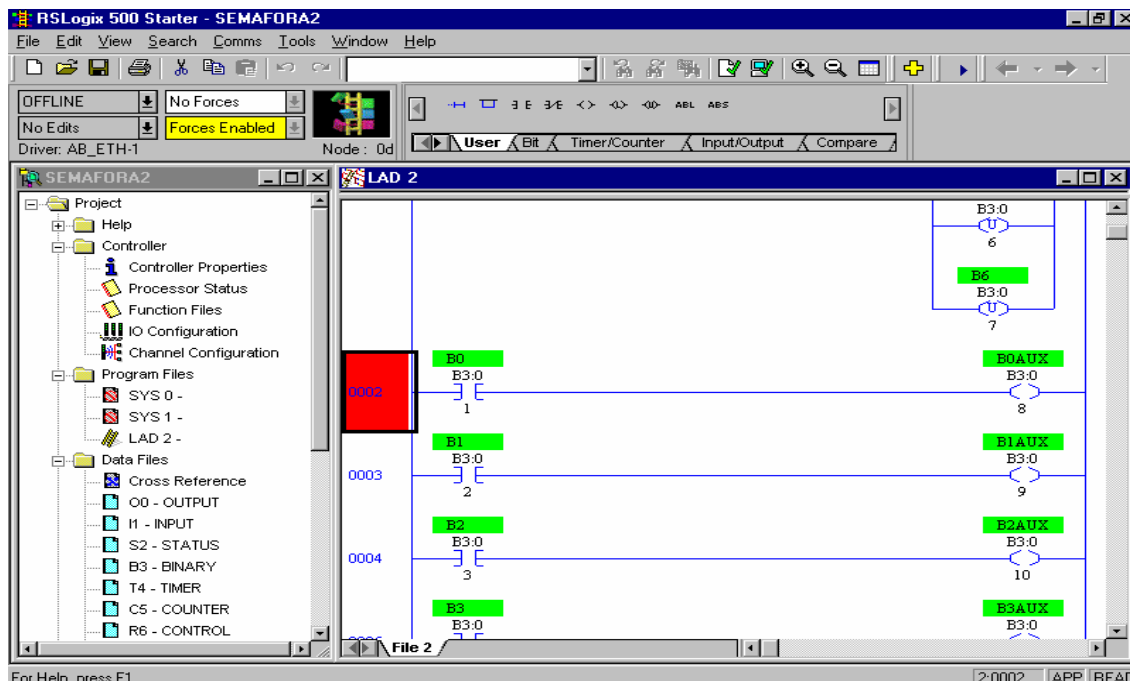 RSLogix 500 Starter - SEMAFORA2
File Edit View Search Comms Tools Window Help
OFFLINE No Forces
No Edits Forces Enabled
Driver: AB_ETH-1 Node : 0d
ABL ABS
User Bit Timer/Counter Input/Output Compare
SEMAFORA2
Project
Help
Controller
Controller Properties
Processor Status
Function Files
IO Configuration
Channel Configuration
Program Files
SYS 0 -
SYS 1 -
LAD 2 -
Data Files
Cross Reference
O0 - OUTPUT
I1 - INPUT
S2 - STATUS
B3 - BINARY
T4 - TIMER
C5 - COUNTER
R6 - CONTROL
LAD 2
B3:0
U
6
B6
B3:0
U
7
0002
B0 B0AUX
B3:0 B3:0
1 8
0003
B1 B1AUX
B3:0 B3:0
2 9
0004
B2 B2AUX
B3:0 B3:0
3 10
B3 B3AUX
B3:0 B3:0
File 2
For Help, press F1
2:0002 APP READ